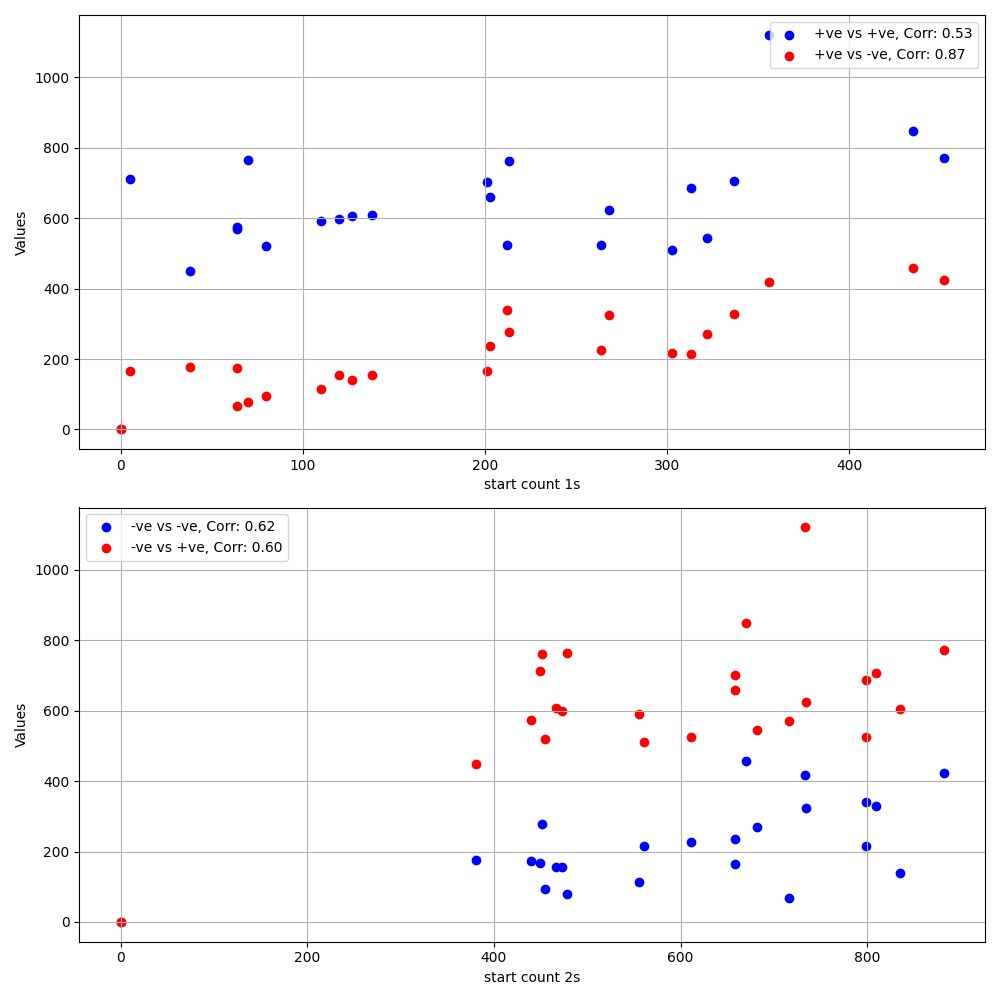 +ve vs +ve, Corr: 0.53
+ve vs -ve, Corr: 0.87
1000
800
600
400
200
0
Values
0 100 200 300 400
start count 1s
-ve vs -ve, Corr: 0.62
-ve vs +ve, Corr: 0.60
1000
800
600
400
200
0
Values
0 200 400 600 800
start count 2s